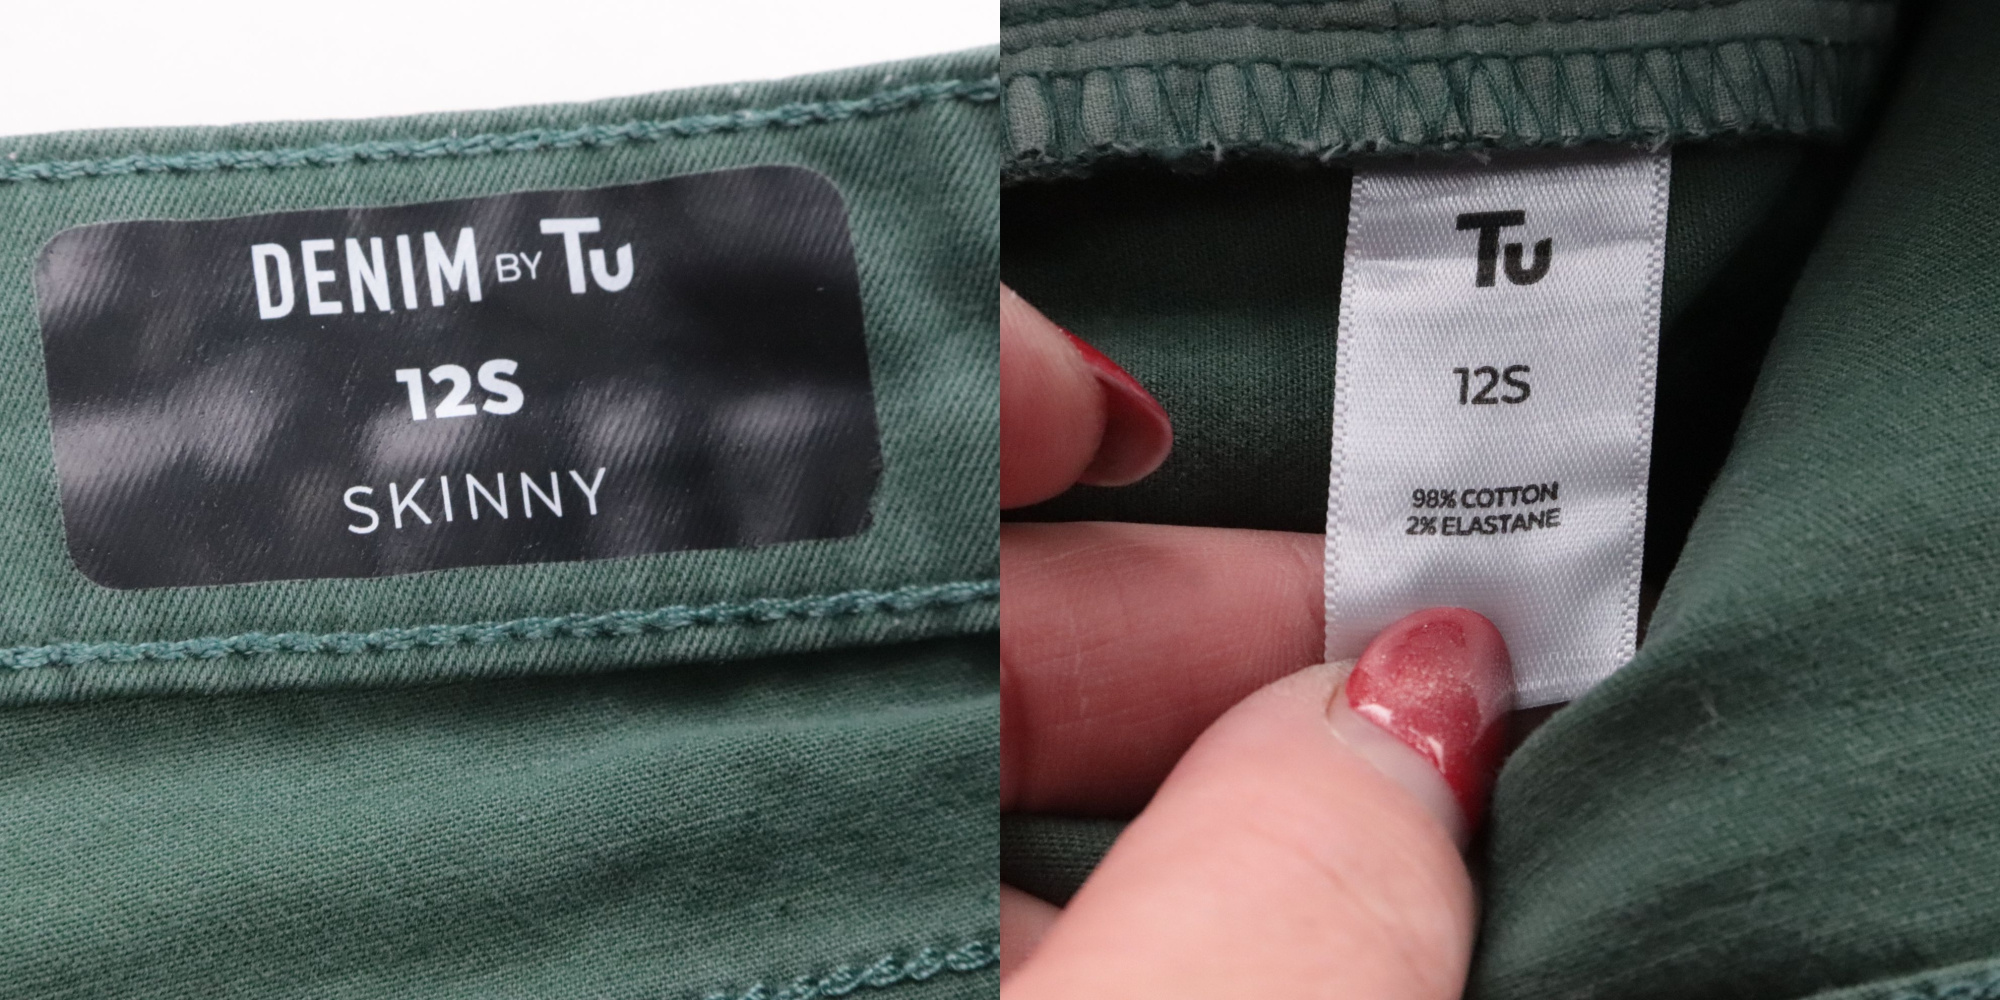 DENIM BY Tu
12S
SKINNY
Tu
12S
98% COTTON
2% ELASTANE